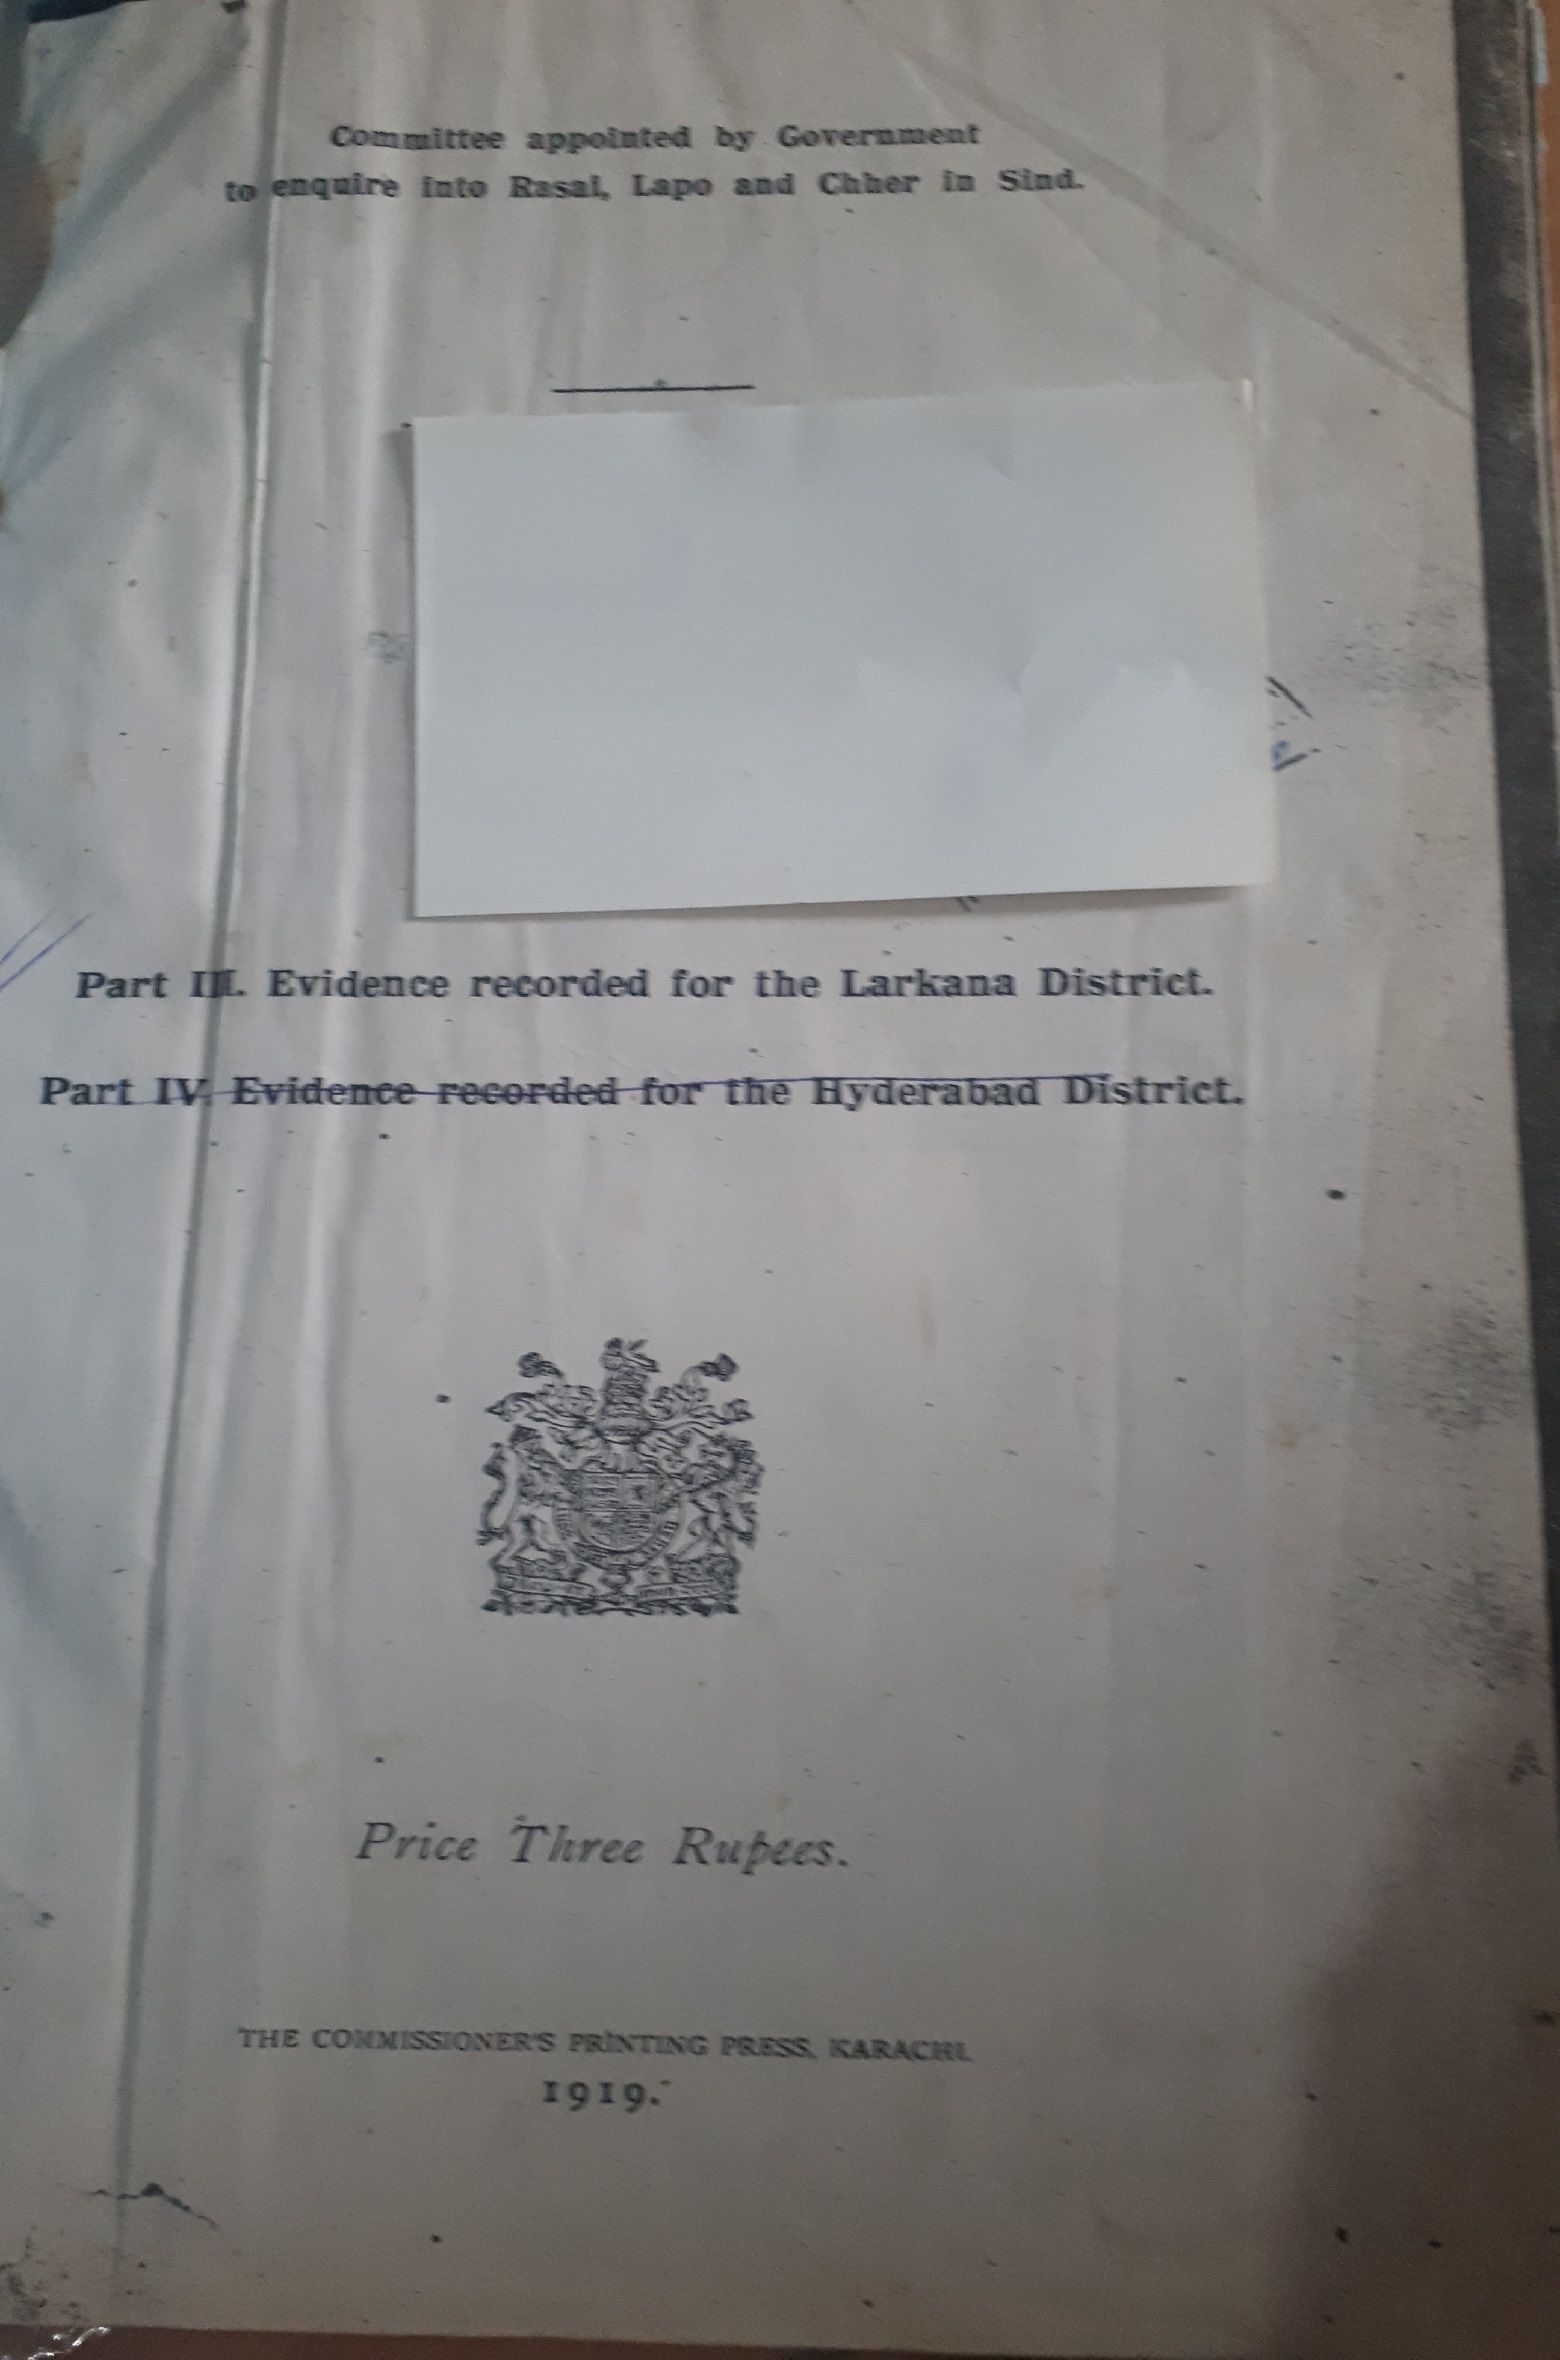 Committee appointed by Government
to enquire into Rasai, Lapo and Chher in Sind.
Part III. Evidence recorded for the Larkana District.
Part IV. Evidence recorded for the Hyderabad District.
Price Three Rupees.
THE COMMISSIONER'S PRINTING PRESS, KARACHI.
1919.